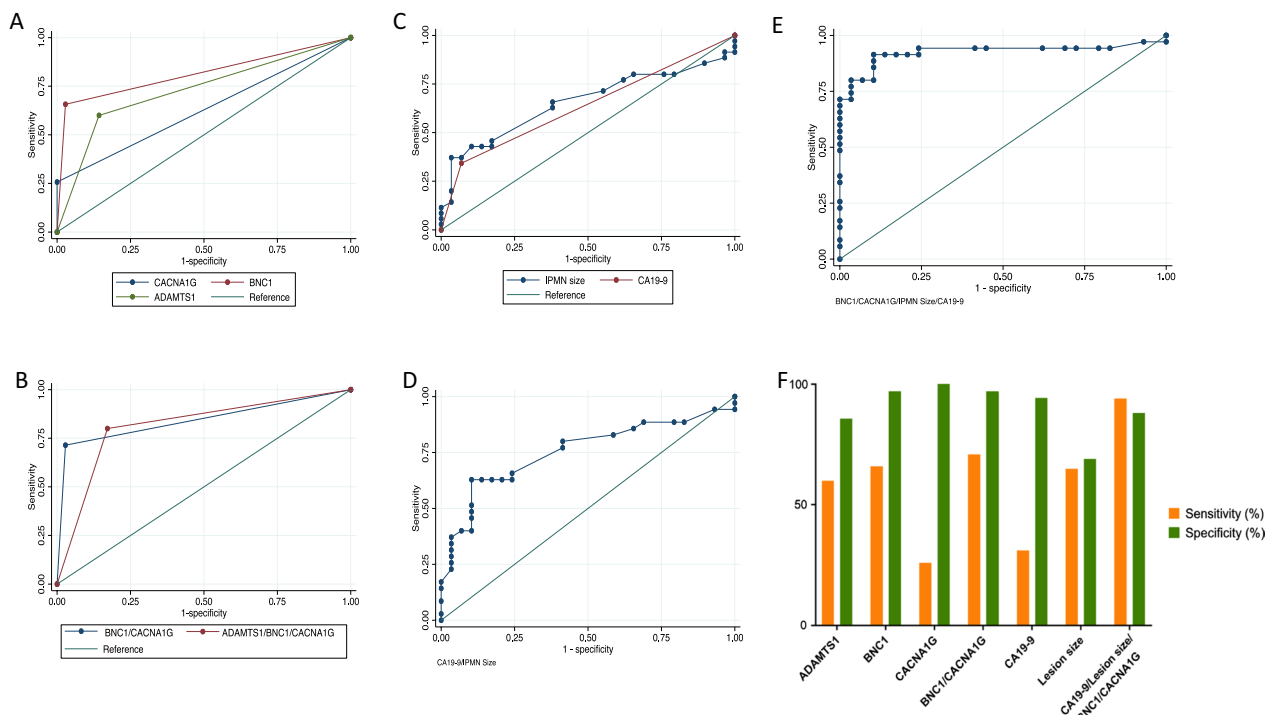 A
Sensitivity
0.00 0.25 0.50 0.75 1.00
0.00 0.25 0.50 0.75 1.00
1-specificity
CACNA1G BNC1
ADAMTS1 Reference
B
Sensitivity
0.00 0.25 0.50 0.75 1.00
0.00 0.25 0.50 0.75 1.00
1-specificity
BNC1/CACNA1G ADAMTS1/BNC1/CACNA1G
Reference
C
Sensitivity
0.00 0.25 0.50 0.75 1.00
0.00 0.25 0.50 0.75 1.00
1-specificity
IPMN size CA19-9
Reference
D
Sensitivity
0.00 0.25 0.50 0.75 1.00
0.00 0.25 0.50 0.75 1.00
1 - specificity
CA19-9/IPMN Size
E
Sensitivity
0.00 0.25 0.50 0.75 1.00
0.00 0.25 0.50 0.75 1.00
1 - specificity
BNC1/CACNA1G/IPMN Size/CA19-9
F
100
50
0
ADAMTS1
BNC1
CACNA1G
BNC1/CACNA1G
CA19-9
Lesion size
CA19-9/Lesion size/
BNC1/CACNA1G
Sensitivity (%)
Specificity (%)